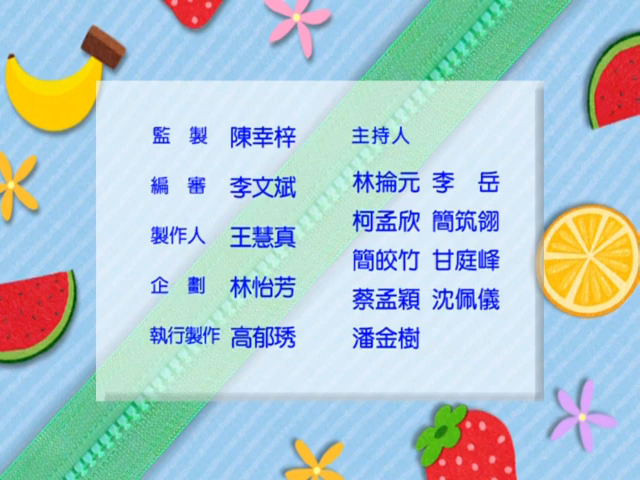 監　製　陳幸梓
編　審　李文斌
製作人　王慧真
企　劃　林怡芳
執行製作　高郁琇
主持人
林掄元　李　岳
柯孟欣　簡筑翎
簡皎竹　甘庭峰
蔡孟穎　沈佩儀
潘金樹